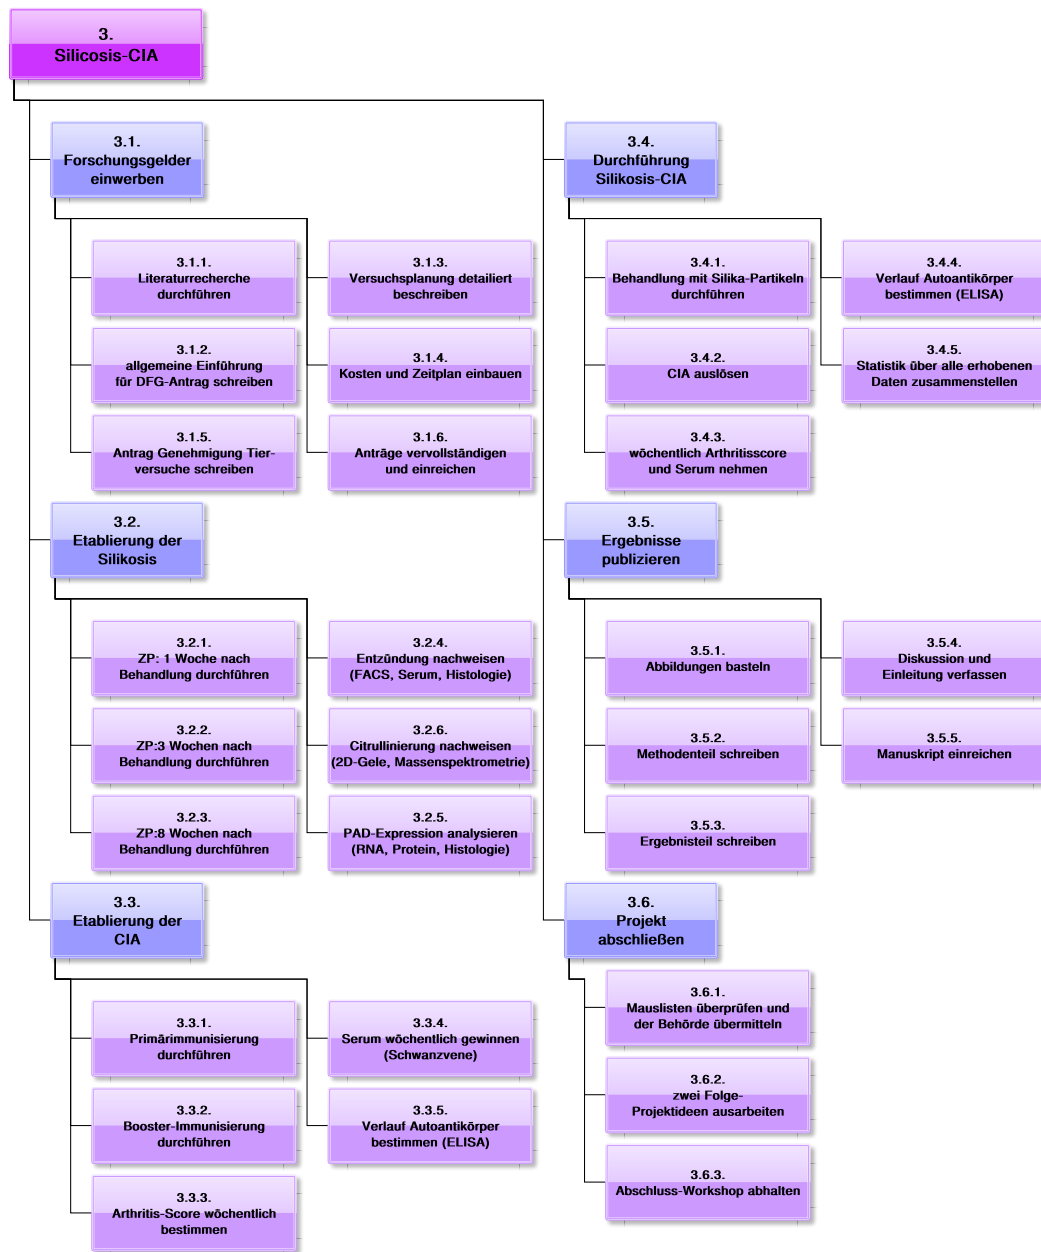 3.
Silicosis-CIA
3.1.
Forschungsgelder
einwerben
3.1.1.
Literaturrecherche
durchführen
3.1.3.
Versuchsplanung detailiert
beschreiben
3.1.2.
allgemeine Einführung
für DFG-Antrag schreiben
3.1.4.
Kosten und Zeitplan einbauen
3.1.5.
Antrag Genehmigung Tier-
versuche schreiben
3.1.6.
Anträge vervollständigen
und einreichen
3.2.
Etablierung der
Silikosis
3.2.1.
ZP: 1 Woche nach
Behandlung durchführen
3.2.4.
Entzündung nachweisen
(FACS, Serum, Histologie)
3.2.2.
ZP:3 Wochen nach
Behandlung durchführen
3.2.6.
Citrullinierung nachweisen
(2D-Gele, Massenspektrometrie)
3.2.3.
ZP:8 Wochen nach
Behandlung durchführen
3.2.5.
PAD-Expression analysieren
(RNA, Protein, Histologie)
3.3.
Etablierung der
CIA
3.3.1.
Primärimmunisierung
durchführen
3.3.4.
Serum wöchentlich gewinnen
(Schwanzvene)
3.3.2.
Booster-Immunisierung
durchführen
3.3.5.
Verlauf Autoantikörper
bestimmen (ELISA)
3.3.3.
Arthritis-Score wöchentlich
bestimmen
3.4.
Durchführung
Silikosis-CIA
3.4.1.
Behandlung mit Silika-Partikeln
durchführen
3.4.4.
Verlauf Autoantikörper
bestimmen (ELISA)
3.4.2.
CIA auslösen
3.4.5.
Statistik über alle erhobenen
Daten zusammenstellen
3.4.3.
wöchentlich Arthritisscore
und Serum nehmen
3.5.
Ergebnisse
publizieren
3.5.1.
Abbildungen basteln
3.5.4.
Diskussion und
Einleitung verfassen
3.5.2.
Methodenteil schreiben
3.5.5.
Manuskript einreichen
3.5.3.
Ergebnisteil schreiben
3.6.
Projekt
abschließen
3.6.1.
Mauslisten überprüfen und
der Behörde übermitteln
3.6.2.
zwei Folge-
Projektideen ausarbeiten
3.6.3.
Abschluss-Workshop abhalten